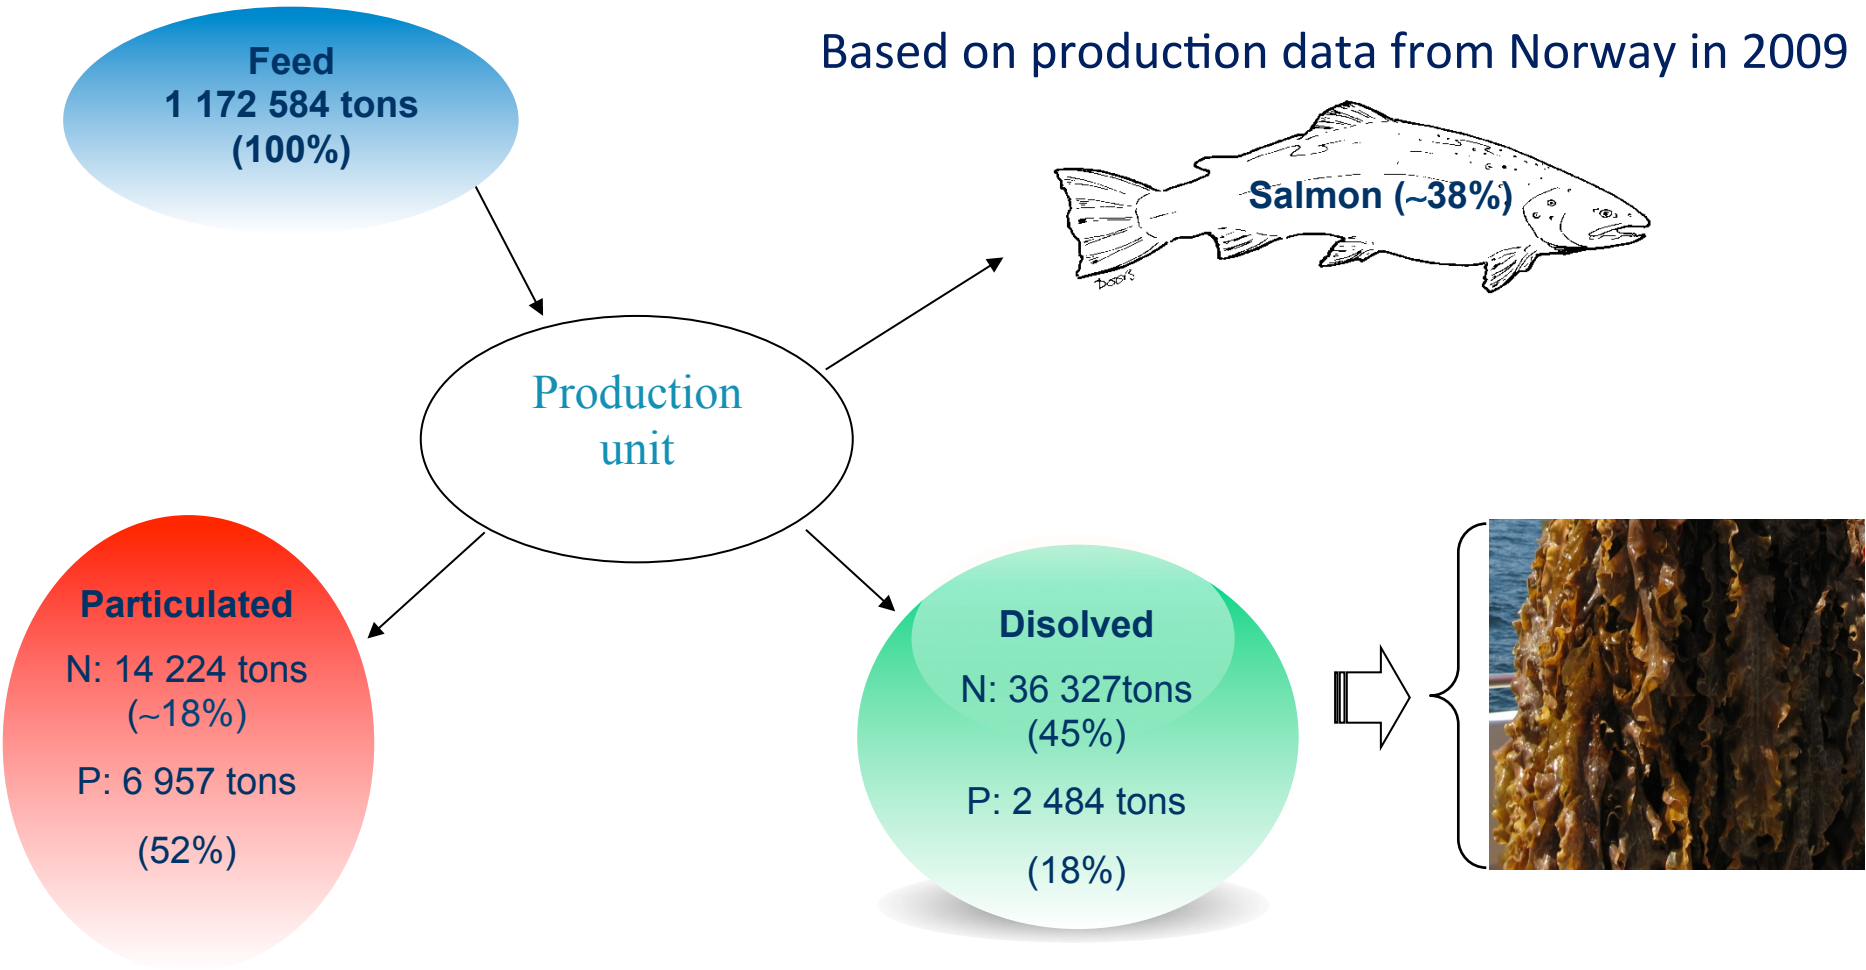 Based on production data from Norway in 2009
Feed
1 172 584 tons
(100%)
Salmon (~38%)
Production
unit
Particulated
N: 14 224 tons
(~18%)
P: 6 957 tons
(52%)
Disolved
N: 36 327tons
(45%)
P: 2 484 tons
(18%)